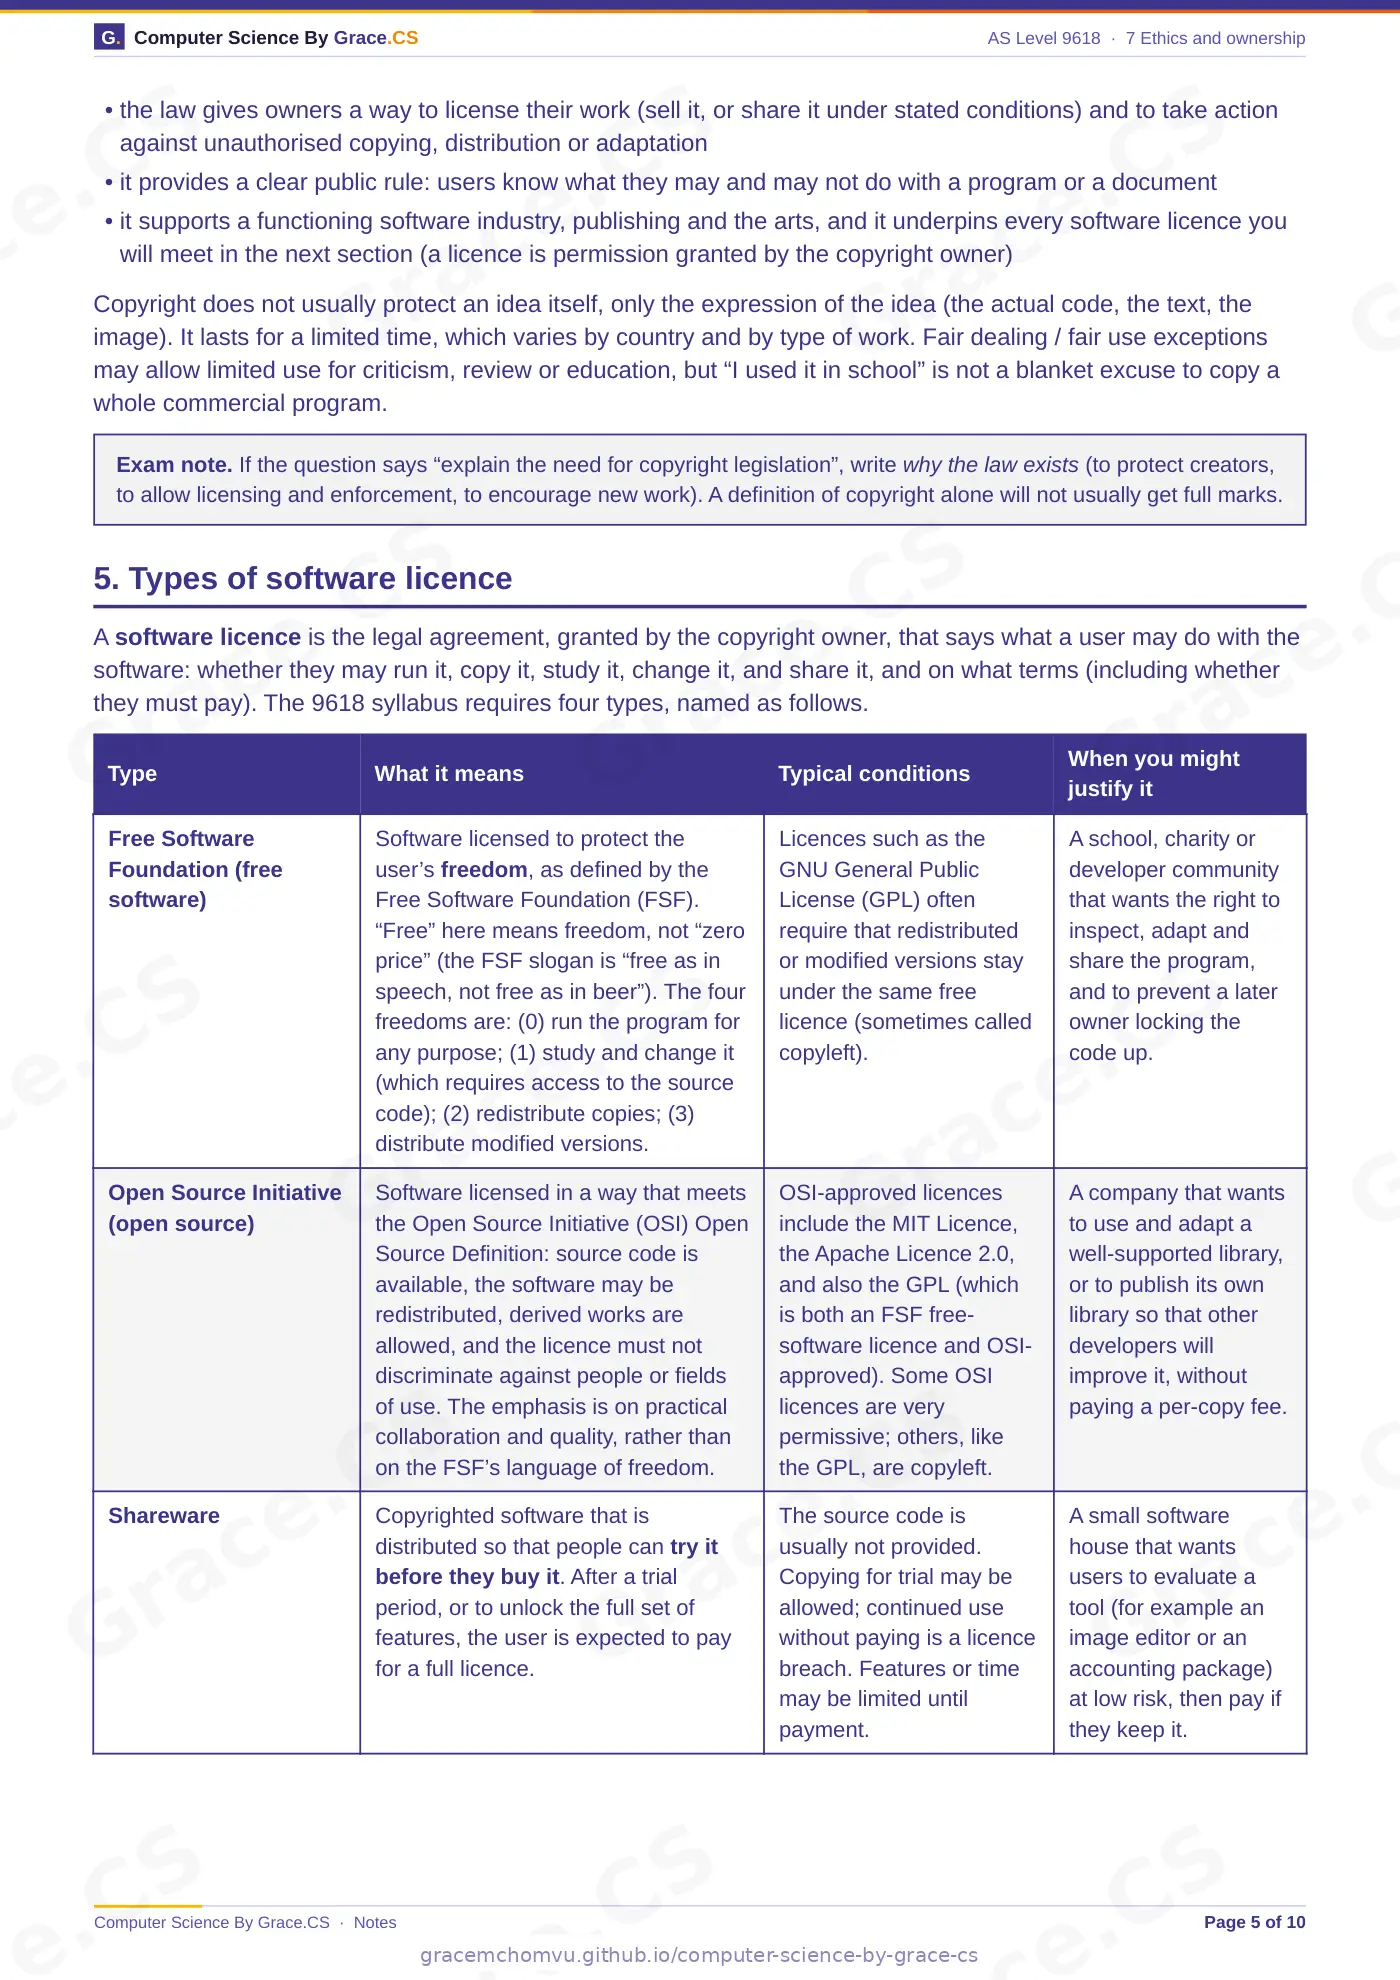 G. Computer Science By Grace.CS
AS Level 9618 · 7 Ethics and ownership
• the law gives owners a way to license their work (sell it, or share it under stated conditions) and to take action
against unauthorised copying, distribution or adaptation
• it provides a clear public rule: users know what they may and may not do with a program or a document
• it supports a functioning software industry, publishing and the arts, and it underpins every software licence you
will meet in the next section (a licence is permission granted by the copyright owner)
Copyright does not usually protect an idea itself, only the expression of the idea (the actual code, the text, the
image). It lasts for a limited time, which varies by country and by type of work. Fair dealing / fair use exceptions
may allow limited use for criticism, review or education, but “I used it in school” is not a blanket excuse to copy a
whole commercial program.
Exam note. If the question says “explain the need for copyright legislation”, write why the law exists (to protect creators,
to allow licensing and enforcement, to encourage new work). A definition of copyright alone will not usually get full marks.
5. Types of software licence
A software licence is the legal agreement, granted by the copyright owner, that says what a user may do with the
software: whether they may run it, copy it, study it, change it, and share it, and on what terms (including whether
they must pay). The 9618 syllabus requires four types, named as follows.
Type
What it means
Typical conditions
When you might
justify it
Free Software
Foundation (free
software)
Software licensed to protect the
user’s freedom, as defined by the
Free Software Foundation (FSF).
“Free” here means freedom, not “zero
price” (the FSF slogan is “free as in
speech, not free as in beer”). The four
freedoms are: (0) run the program for
any purpose; (1) study and change it
(which requires access to the source
code); (2) redistribute copies; (3)
distribute modified versions.
Licences such as the
GNU General Public
License (GPL) often
require that redistributed
or modified versions stay
under the same free
licence (sometimes called
copyleft).
A school, charity or
developer community
that wants the right to
inspect, adapt and
share the program,
and to prevent a later
owner locking the
code up.
Open Source Initiative
(open source)
Software licensed in a way that meets
the Open Source Initiative (OSI) Open
Source Definition: source code is
available, the software may be
redistributed, derived works are
allowed, and the licence must not
discriminate against people or fields
of use. The emphasis is on practical
collaboration and quality, rather than
on the FSF’s language of freedom.
OSI-approved licences
include the MIT Licence,
the Apache Licence 2.0,
and also the GPL (which
is both an FSF free-
software licence and OSI-
approved). Some OSI
licences are very
permissive; others, like
the GPL, are copyleft.
A company that wants
to use and adapt a
well-supported library,
or to publish its own
library so that other
developers will
improve it, without
paying a per-copy fee.
Shareware
Copyrighted software that is
distributed so that people can try it
before they buy it. After a trial
period, or to unlock the full set of
features, the user is expected to pay
for a full licence.
The source code is
usually not provided.
Copying for trial may be
allowed; continued use
without paying is a licence
breach. Features or time
may be limited until
payment.
A small software
house that wants
users to evaluate a
tool (for example an
image editor or an
accounting package)
at low risk, then pay if
they keep it.
Computer Science By Grace.CS · Notes
Page 5 of 10
gracemchomvu.github.io/computer-science-by-grace-cs